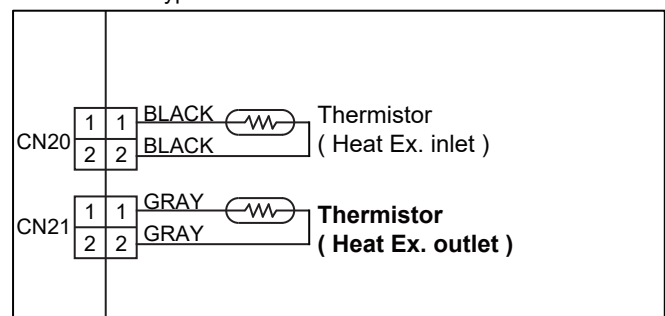 CN20 1 1 BLACK Thermistor
2 2 BLACK ( Heat Ex. inlet )
CN21 1 1 GRAY Thermistor
2 2 GRAY ( Heat Ex. outlet )